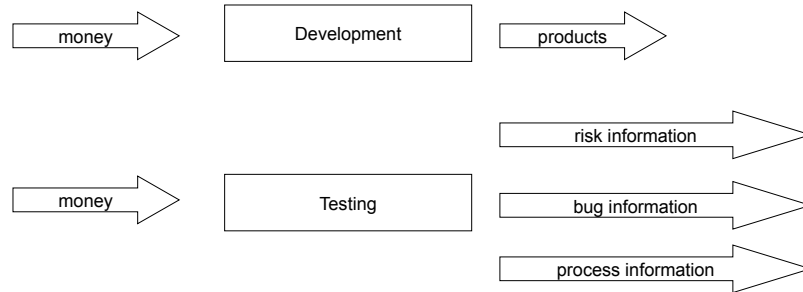 money
Development
products
risk information
money
Testing
bug information
process information